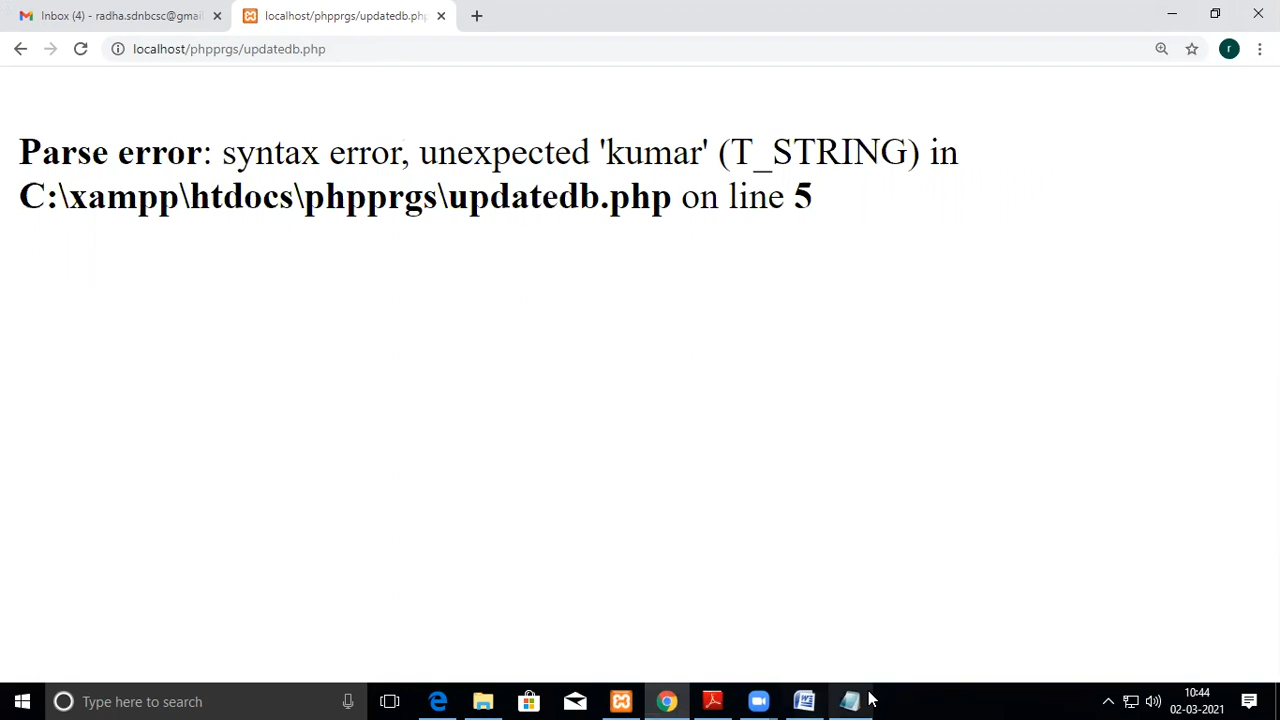 Inbox (4) - radha.sdnbcsc@gmai
localhost/phpprgs/updatedb.php
localhost/phpprgs/updatedb.php
r
Parse error: syntax error, unexpected 'kumar' (T_STRING) in
C:\xampp\htdocs\phpprgs\updatedb.php on line 5
Type here to search
10:44
02-03-2021